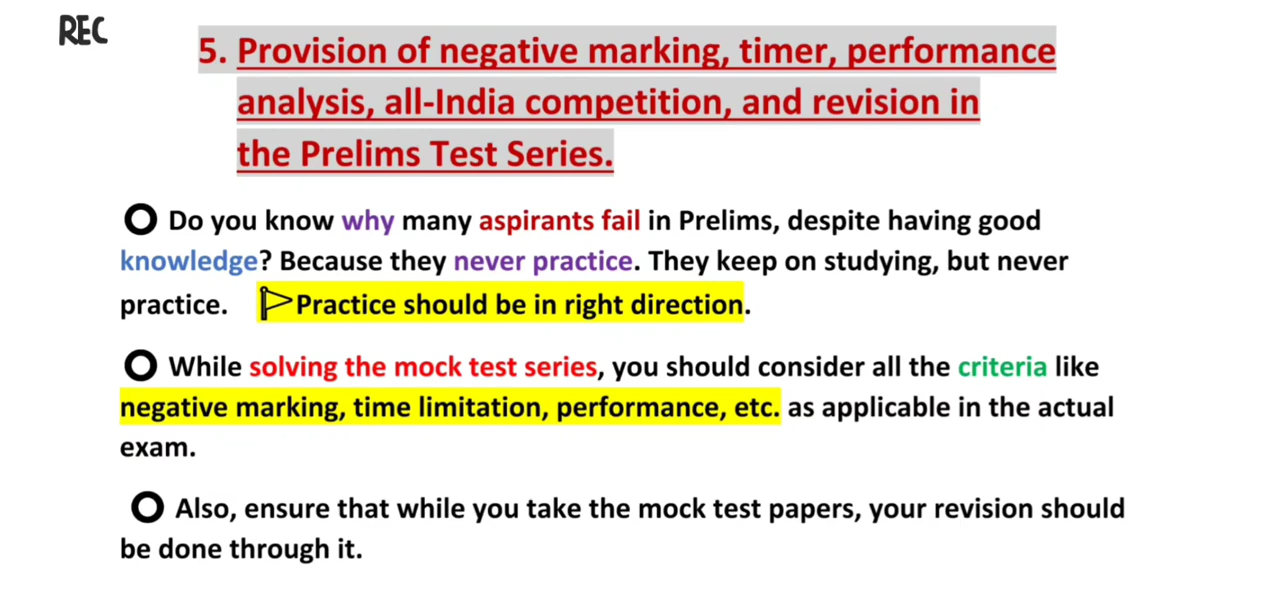 REC
5. Provision of negative marking, timer, performance
analysis, all-India competition, and revision in
the Prelims Test Series.
Do you know why many aspirants fail in Prelims, despite having good
knowledge? Because they never practice. They keep on studying, but never
practice. Practice should be in right direction.
While solving the mock test series, you should consider all the criteria like
negative marking, time limitation, performance, etc. as applicable in the actual
exam.
Also, ensure that while you take the mock test papers, your revision should
be done through it.